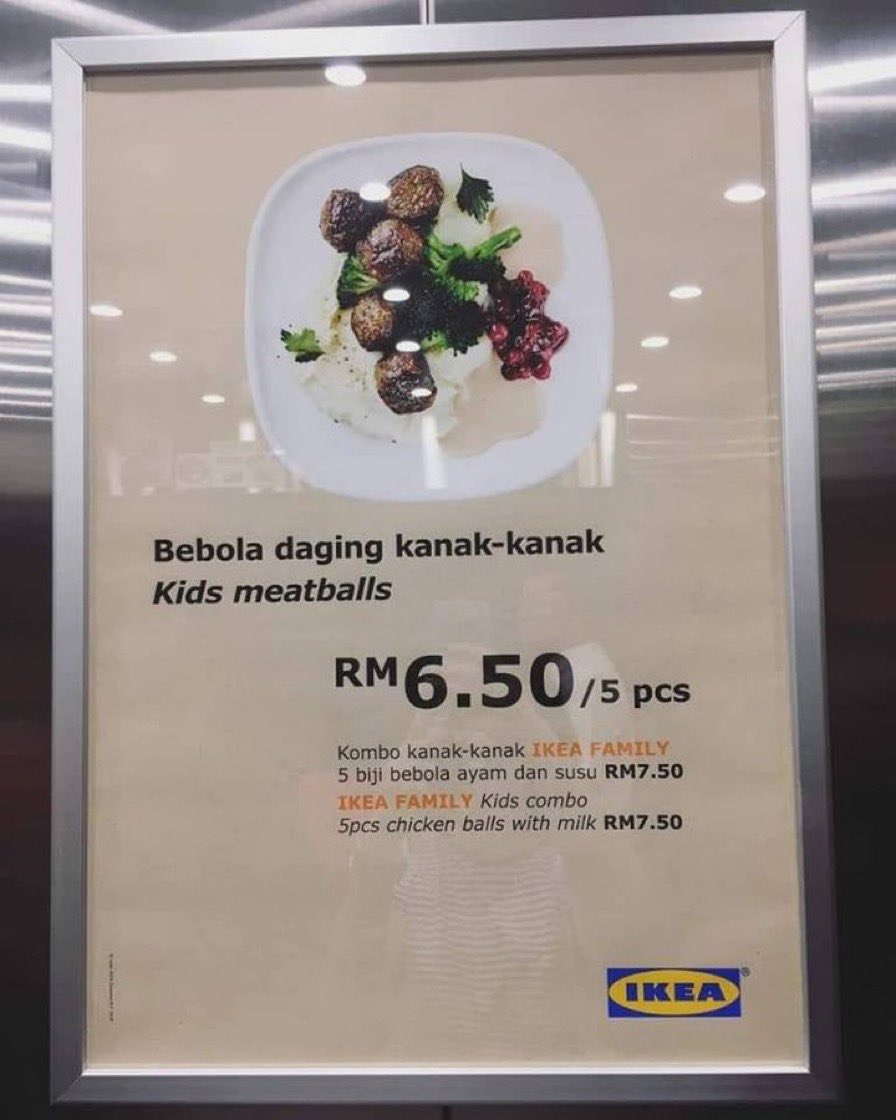 Bebola daging kanak-kanak
Kids meatballs
RM6.50/5 pcs
Kombo kanak-kanak IKEA FAMILY
5 biji bebola ayam dan susu RM7.50
IKEA FAMILY Kids combo
5pcs chicken balls with milk RM7.50
IKEA®